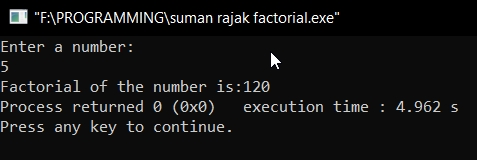 "F:\PROGRAMMING\suman rajak factorial.exe"
Enter a number:
5
Factorial of the number is:120
Process returned 0 (0x0)   execution time : 4.962 s
Press any key to continue.